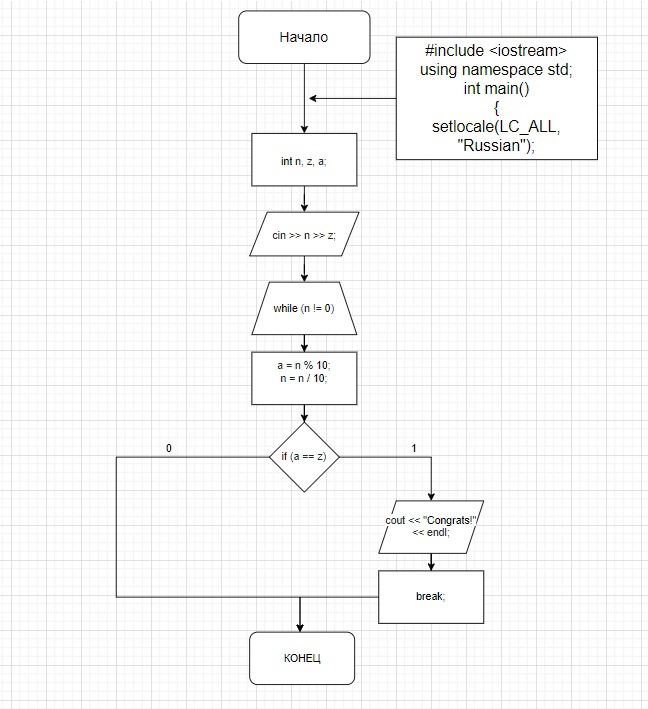 Начало
#include <iostream>
using namespace std;
int main()
{
setlocale(LC_ALL,
"Russian");
int n, z, a;
cin >> n >> z;
while (n != 0)
a = n % 10;
n = n / 10;
if (a == z)
0
1
cout << "Congrats!"
<< endl;
break;
КОНЕЦ